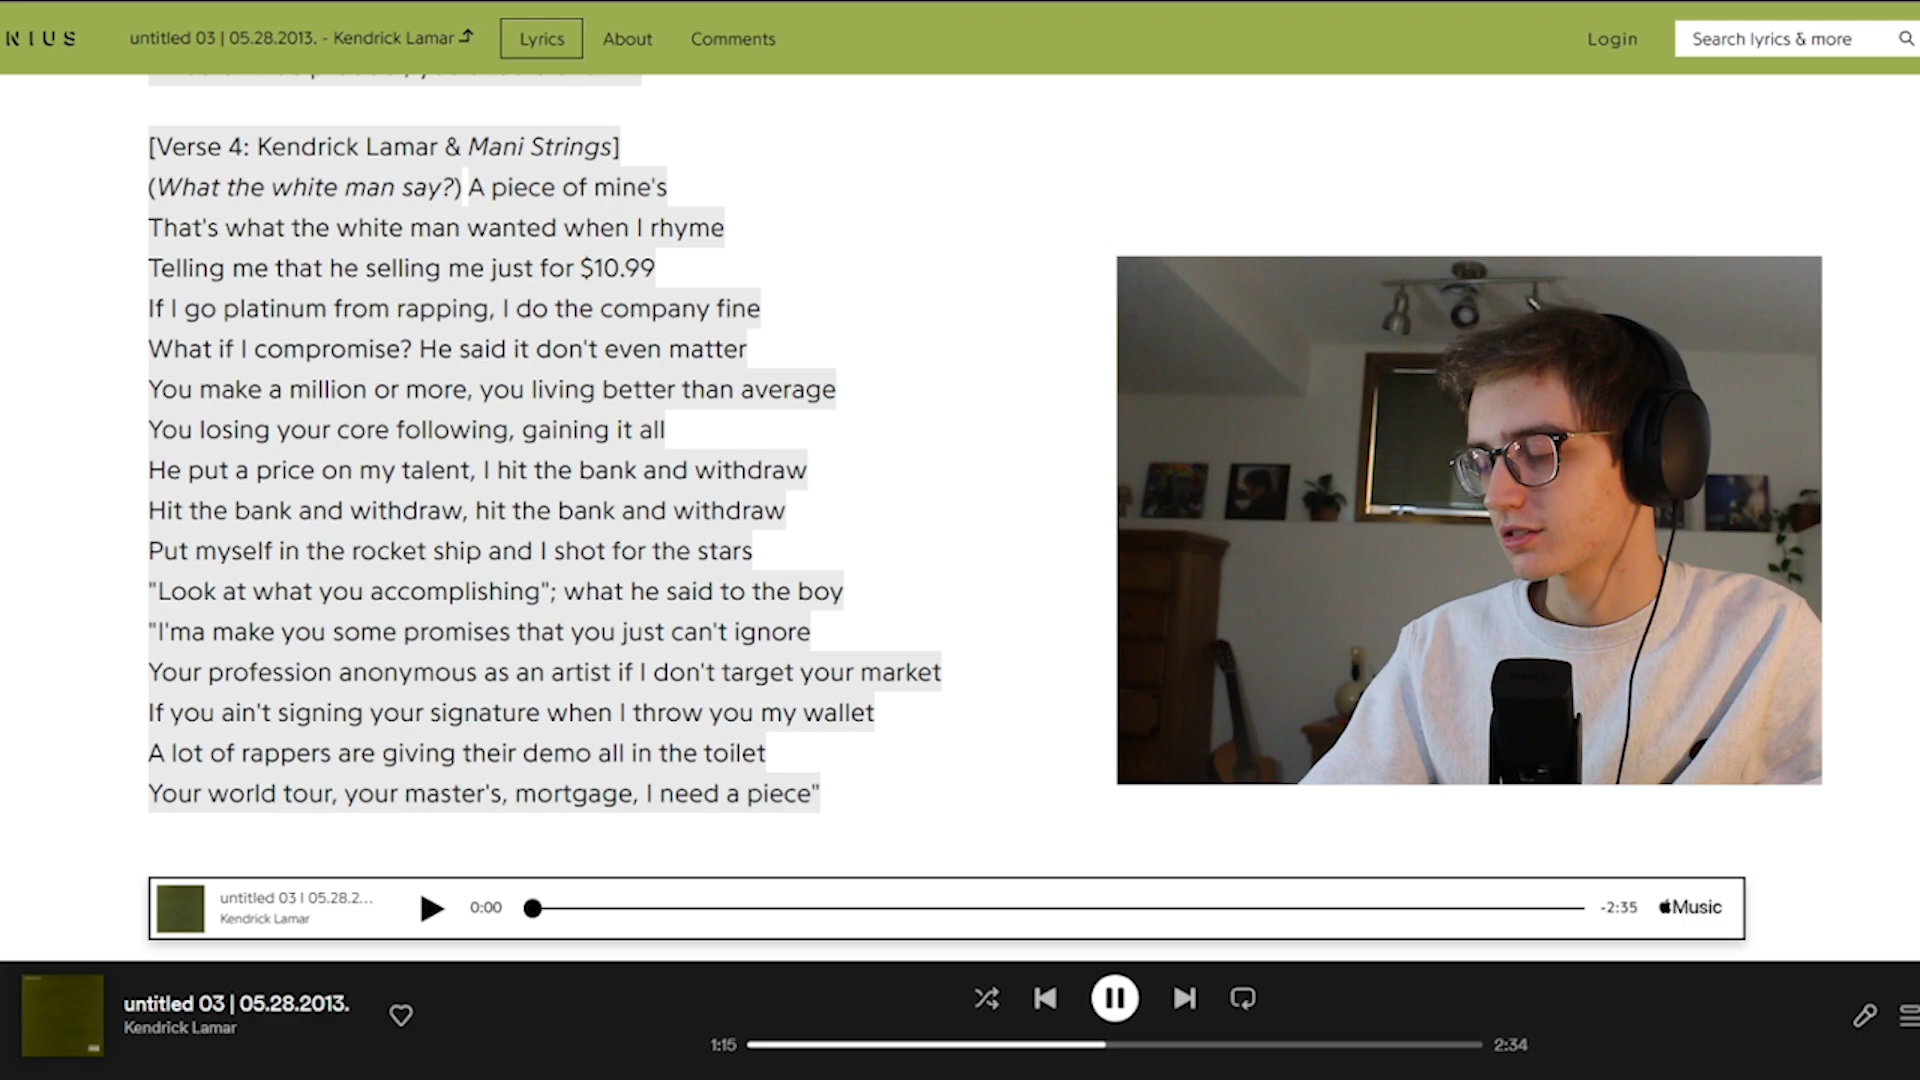 NIUS
untitled 03 | 05.28.2013. - Kendrick Lamar
Lyrics
About
Comments
Login
Search lyrics & more
[Verse 4: Kendrick Lamar & Mani Strings]
(What the white man say?) A piece of mine's
That's what the white man wanted when I rhyme
Telling me that he selling me just for $10.99
If I go platinum from rapping, I do the company fine
What if I compromise? He said it don't even matter
You make a million or more, you living better than average
You losing your core following, gaining it all
He put a price on my talent, I hit the bank and withdraw
Hit the bank and withdraw, hit the bank and withdraw
Put myself in the rocket ship and I shot for the stars
"Look at what you accomplishing"; what he said to the boy
"I'ma make you some promises that you just can't ignore
Your profession anonymous as an artist if I don't target your market
If you ain't signing your signature when I throw you my wallet
A lot of rappers are giving their demo all in the toilet
Your world tour, your master's, mortgage, I need a piece"
untitled 03 | 05.28.2...
Kendrick Lamar
0:00
-2:35
Music
untitled 03 | 05.28.2013.
Kendrick Lamar
1:15
2:34